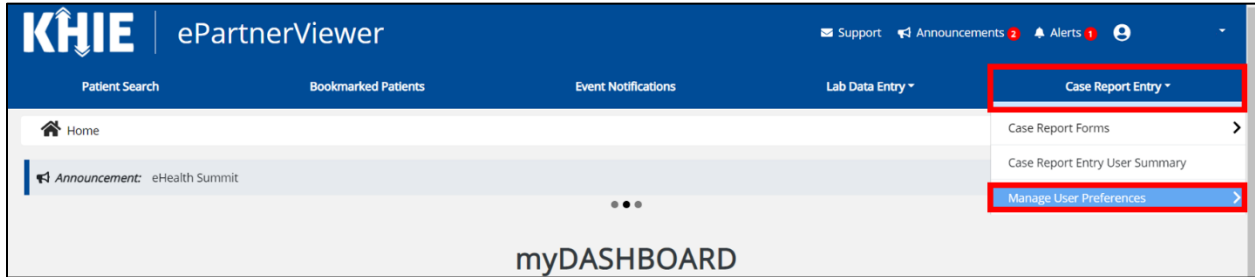 KHIE ePartnerViewer
Support Announcements 2 Alerts 1
Patient Search Bookmarked Patients Event Notifications Lab Data Entry Case Report Entry
Home
Case Report Forms
Announcement: eHealth Summit
Case Report Entry User Summary
Manage User Preferences
myDASHBOARD